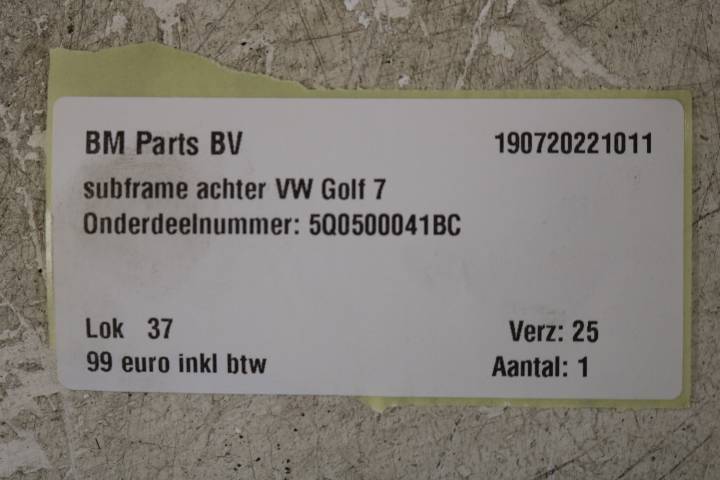 BM Parts BV 190720221011
subframe achter VW Golf 7
Onderdeelnummer: 5Q0500041BC
Lok 37 Verz: 25
99 euro inkl btw Aantal: 1